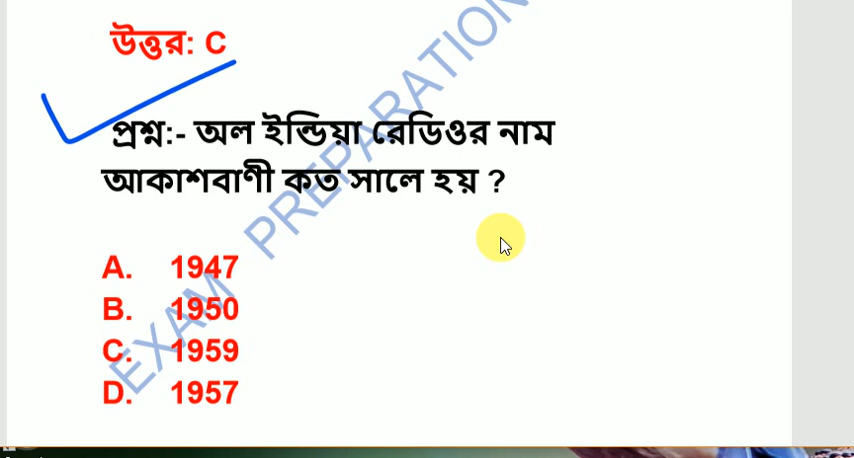 উত্তর: C
প্রশ্ন:- অল ইন্ডিয়া রেডিওর নাম
আকাশবাণী কত সালে হয় ?
A. 1947
B. 1950
C. 1959
D. 1957
EXAM PREPARATION